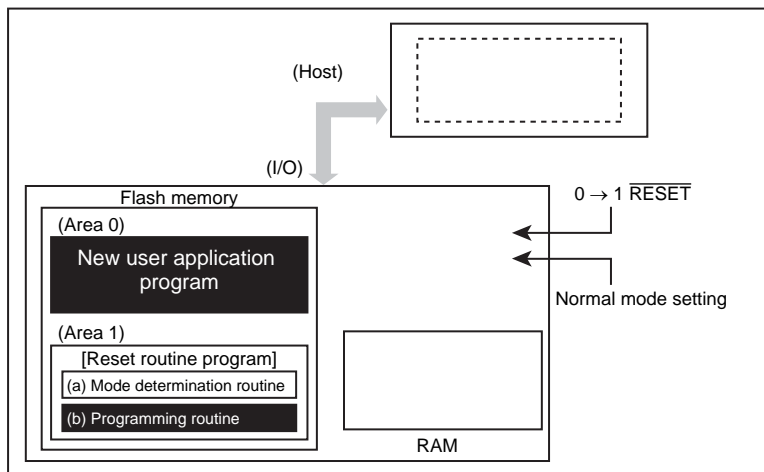 (Host)
(I/O)
Flash memory
(Area 0)
New user application
program
(Area 1)
[Reset routine program]
(a) Mode determination routine
(b) Programming routine
RAM
0 → 1 RESET
Normal mode setting